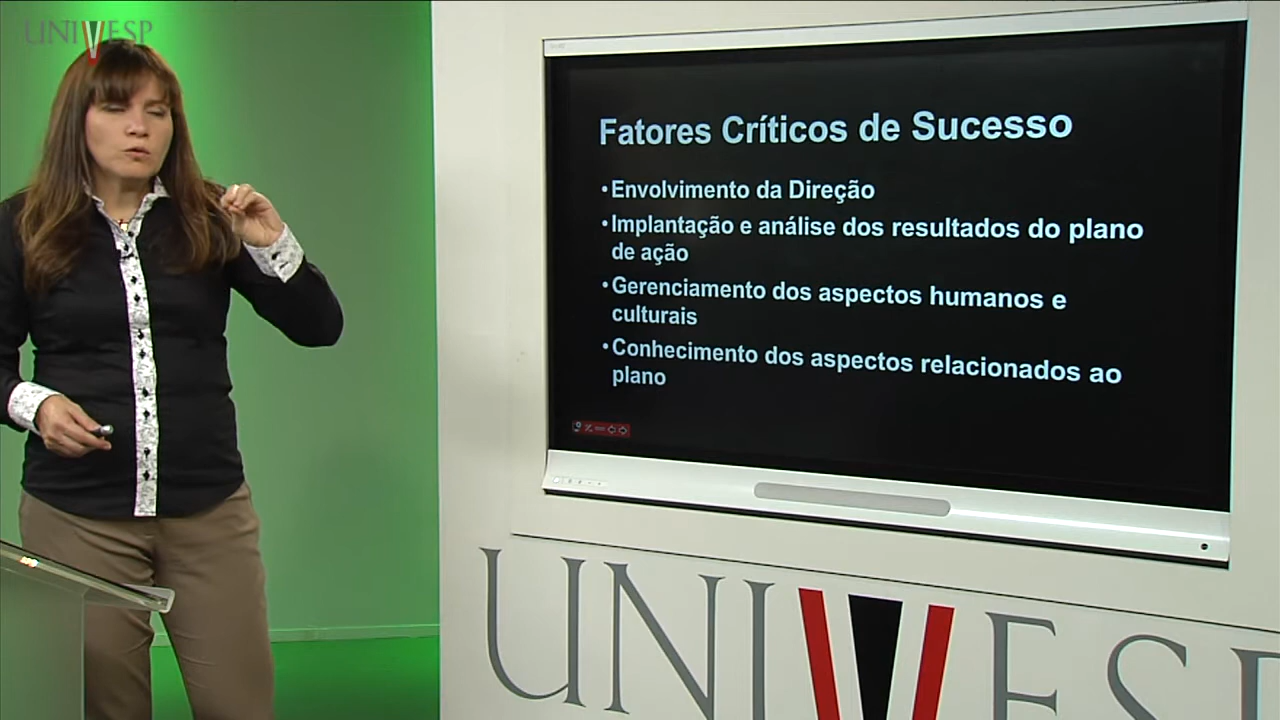 UNIVESP
Fatores Críticos de Sucesso
•Envolvimento da Direção
•Implantação e análise dos resultados do plano
de ação
•Gerenciamento dos aspectos humanos e
culturais
•Conhecimento dos aspectos relacionados ao
plano
UNIVESP